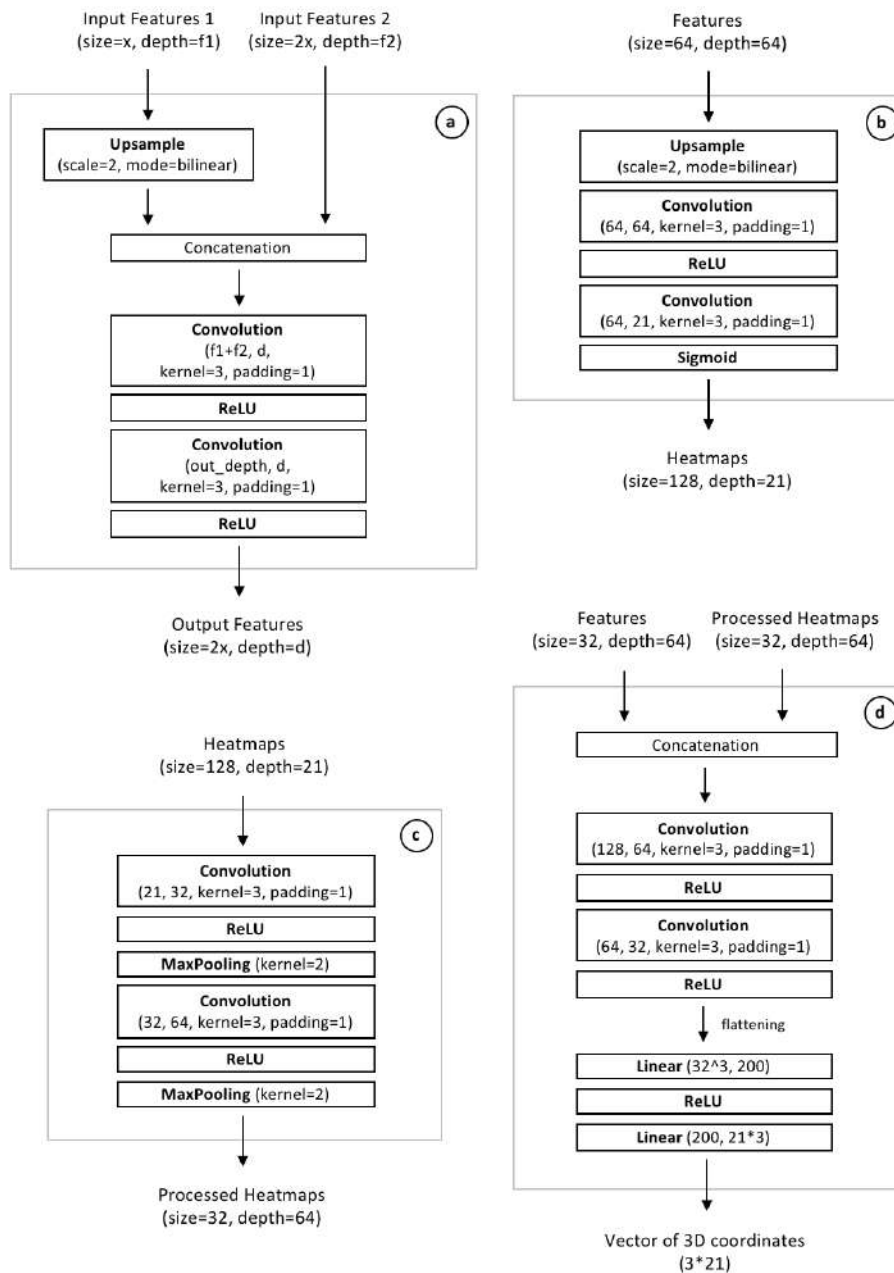 Input Features 1
(size=x, depth=f1)
Input Features 2
(size=2x, depth=f2)
a
Upsample
(scale=2, mode=bilinear)
Concatenation
Convolution
(f1+f2, d,
kernel=3, padding=1)
ReLU
Convolution
(out_depth, d,
kernel=3, padding=1)
ReLU
Output Features
(size=2x, depth=d)
Features
(size=64, depth=64)
b
Upsample
(scale=2, mode=bilinear)
Convolution
(64, 64, kernel=3, padding=1)
ReLU
Convolution
(64, 21, kernel=3, padding=1)
Sigmoid
Heatmaps
(size=128, depth=21)
Heatmaps
(size=128, depth=21)
c
Convolution
(21, 32, kernel=3, padding=1)
ReLU
MaxPooling (kernel=2)
Convolution
(32, 64, kernel=3, padding=1)
ReLU
MaxPooling (kernel=2)
Processed Heatmaps
(size=32, depth=64)
Features
(size=32, depth=64)
Processed Heatmaps
(size=32, depth=64)
d
Concatenation
Convolution
(128, 64, kernel=3, padding=1)
ReLU
Convolution
(64, 32, kernel=3, padding=1)
ReLU
flattening
Linear (32^3, 200)
ReLU
Linear (200, 21*3)
Vector of 3D coordinates
(3*21)